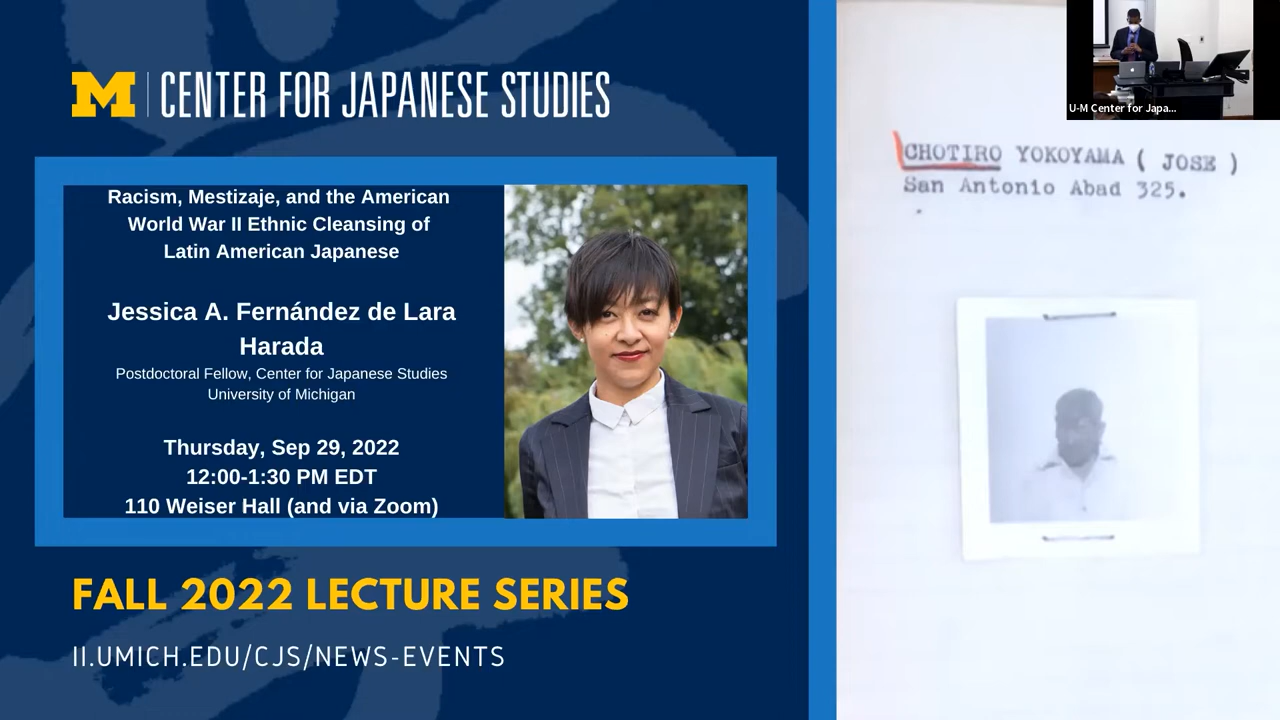 M CENTER FOR JAPANESE STUDIES
Racism, Mestizaje, and the American
World War II Ethnic Cleansing of
Latin American Japanese
Jessica A. Fernández de Lara
Harada
Postdoctoral Fellow, Center for Japanese Studies
University of Michigan
Thursday, Sep 29, 2022
12:00-1:30 PM EDT
110 Weiser Hall (and via Zoom)
FALL 2022 LECTURE SERIES
II.UMICH.EDU/CJS/NEWS-EVENTS
U-M Center for Japa...
CHOTIRO YOKOYAMA ( JOSE )
San Antonio Abad 325.